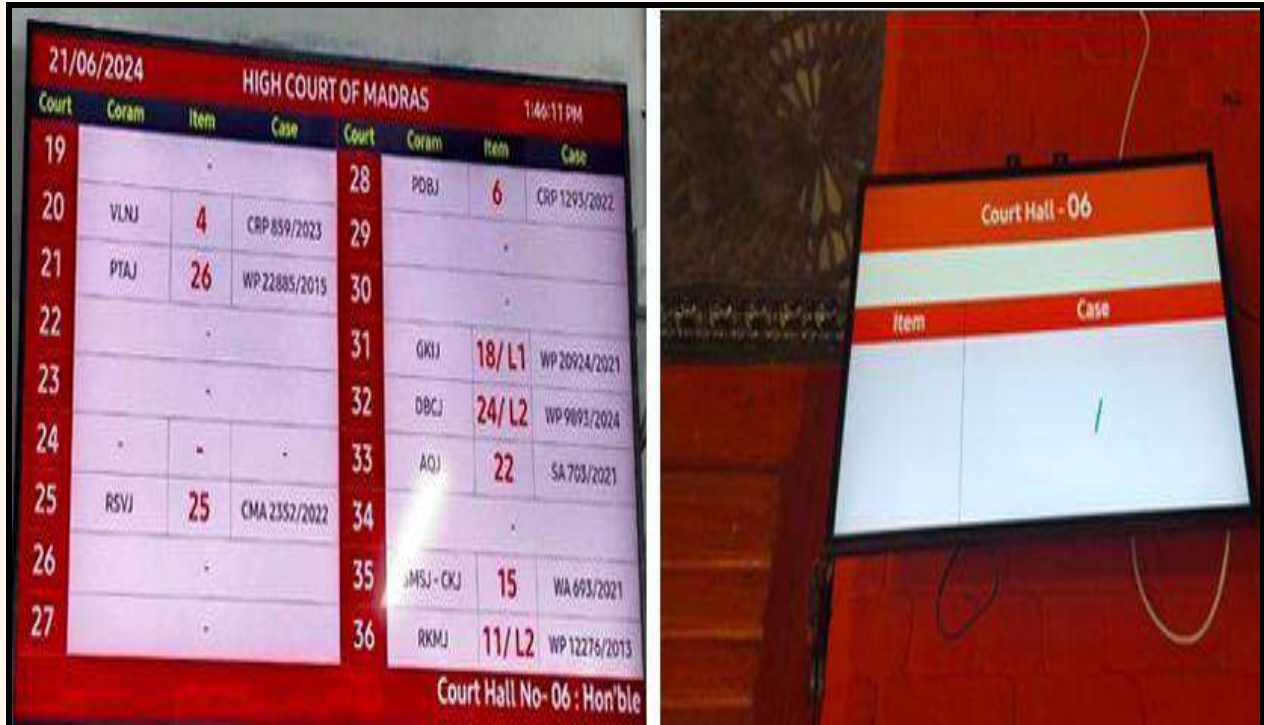 21/06/2024 HIGH COURT OF MADRAS 1:46:11 PM
Court Coram Item Case Court Coram Item Case
19 - 28 PDBJ 6 CRP 1293/2022
20 VLNJ 4 CRP 859/2023 29 -
21 PTAJ 26 WP 22885/2015 30 -
22 - 31 GKIJ 18/ L1 WP 20924/2021
23 - 32 DBCJ 24/ L2 WP 9893/2024
24 - - - 33 AQJ 22 SA 703/2021
25 RSVJ 25 CMA 2352/2022 34 -
26 - 35 - CKJ 15 WA 693/2021
27 - 36 RKMJ 11/ L2 WP 12276/2013
Court Hall No- 06 : Hon'ble
Court Hall - 06
Item Case
/